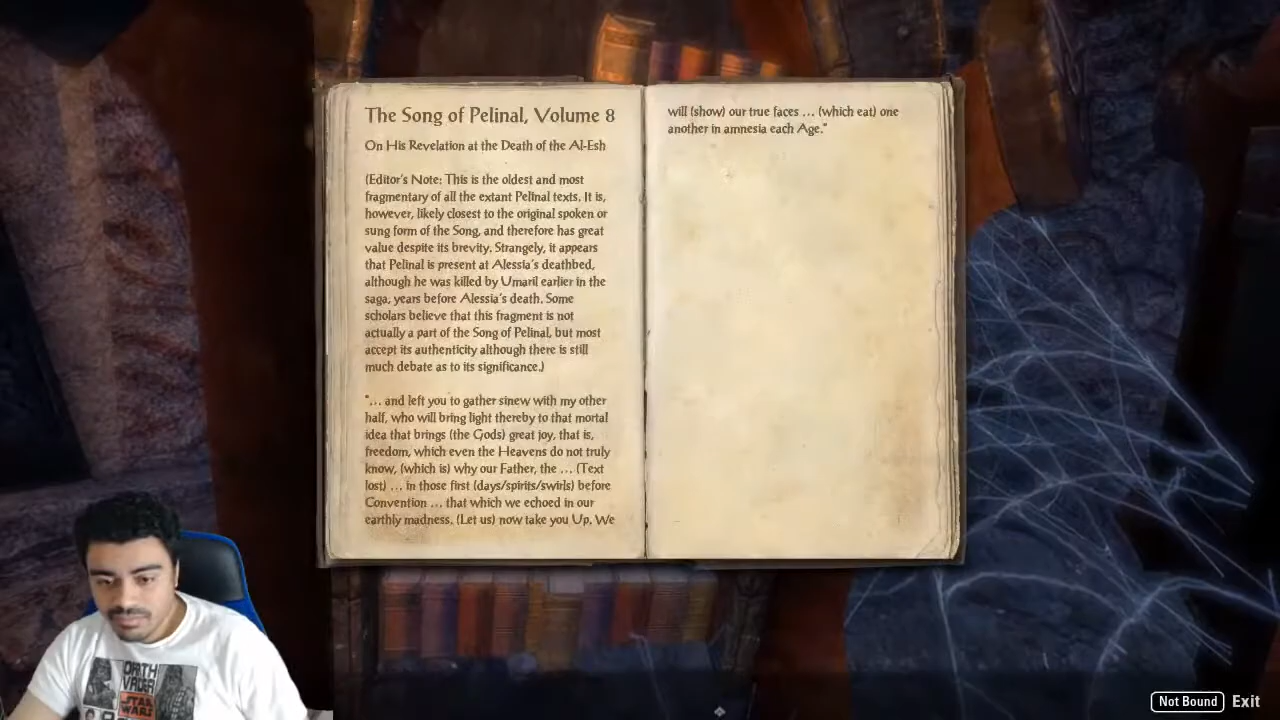 The Song of Pelinal, Volume 8
On His Revelation at the Death of the Al-Esh
(Editor's Note: This is the oldest and most
fragmentary of all the extant Pelinal texts. It is,
however, likely closest to the original spoken or
sung form of the Song, and therefore has great
value despite its brevity. Strangely, it appears
that Pelinal is present at Alessia's deathbed,
although he was killed by Umaril earlier in the
saga, years before Alessia's death. Some
scholars believe that this fragment is not
actually a part of the Song of Pelinal, but most
accept its authenticity although there is still
much debate as to its significance.)
"... and left you to gather sinew with my other
half, who will bring light thereby to that mortal
idea that brings (the Gods) great joy, that is,
freedom, which even the Heavens do not truly
know, (which is) why our Father, the ... (Text
lost) ... in those first (days/spirits/swirls) before
Convention ... that which we echoed in our
earthly madness. (Let us) now take you Up. We
will (show) our true faces ... (which eat) one
another in amnesia each Age."
DARTH
VADER
STAR
WARS
Not Bound Exit